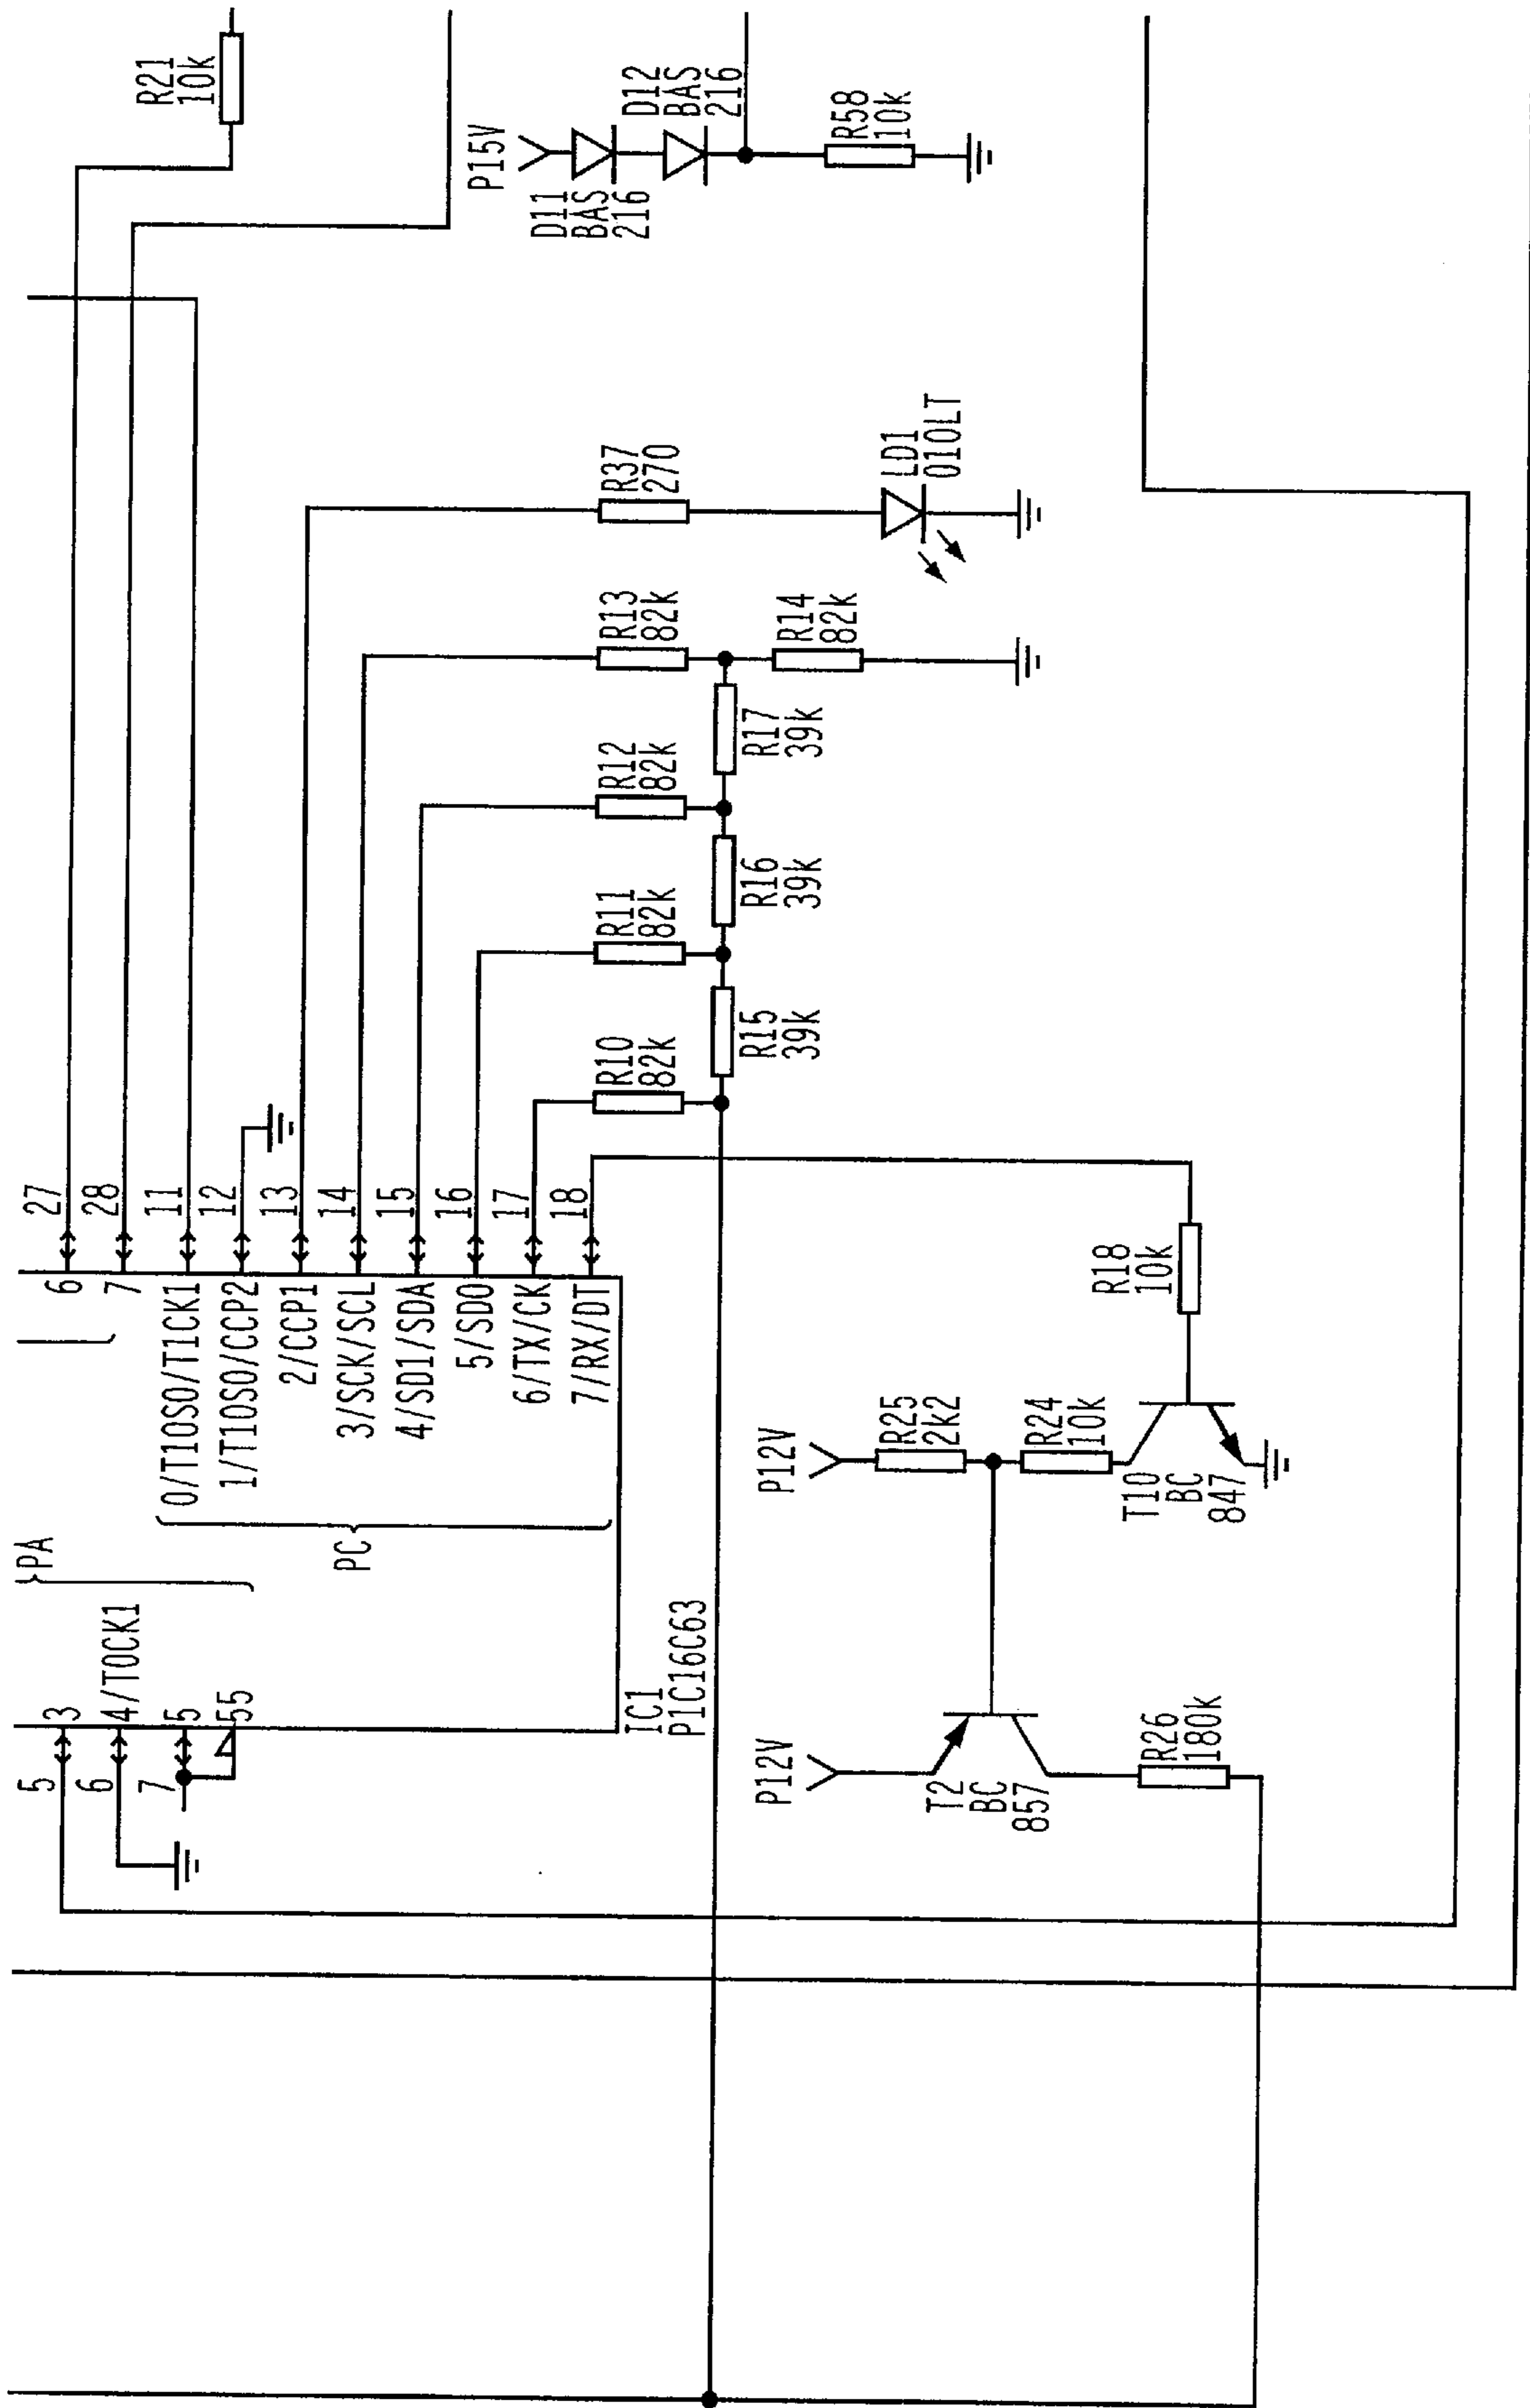 R21
10k
P15V
D11
BAS
216
D12
BAS
216
R58
10k
R37
270
LD1
010LT
R13
82k
R14
82k
R17
39k
R12
82k
R16
39k
R11
82k
R15
39k
R10
82k
27
28
11
12
13
14
15
16
17
18
6
7
0/T10S0/T1CK1
1/T10S0/CCP2
2/CCP1
3/SCK/SCL
4/SD1/SDA
5/SD0
6/TX/CK
7/RX/DT
PA
PC
3
4/T0CK1
5
55
5
6
7
IC1
P1C16C63
R18
10k
P12V
R25
2k2
R24
10k
T10
BC
847
P12V
T2
BC
857
R26
180k